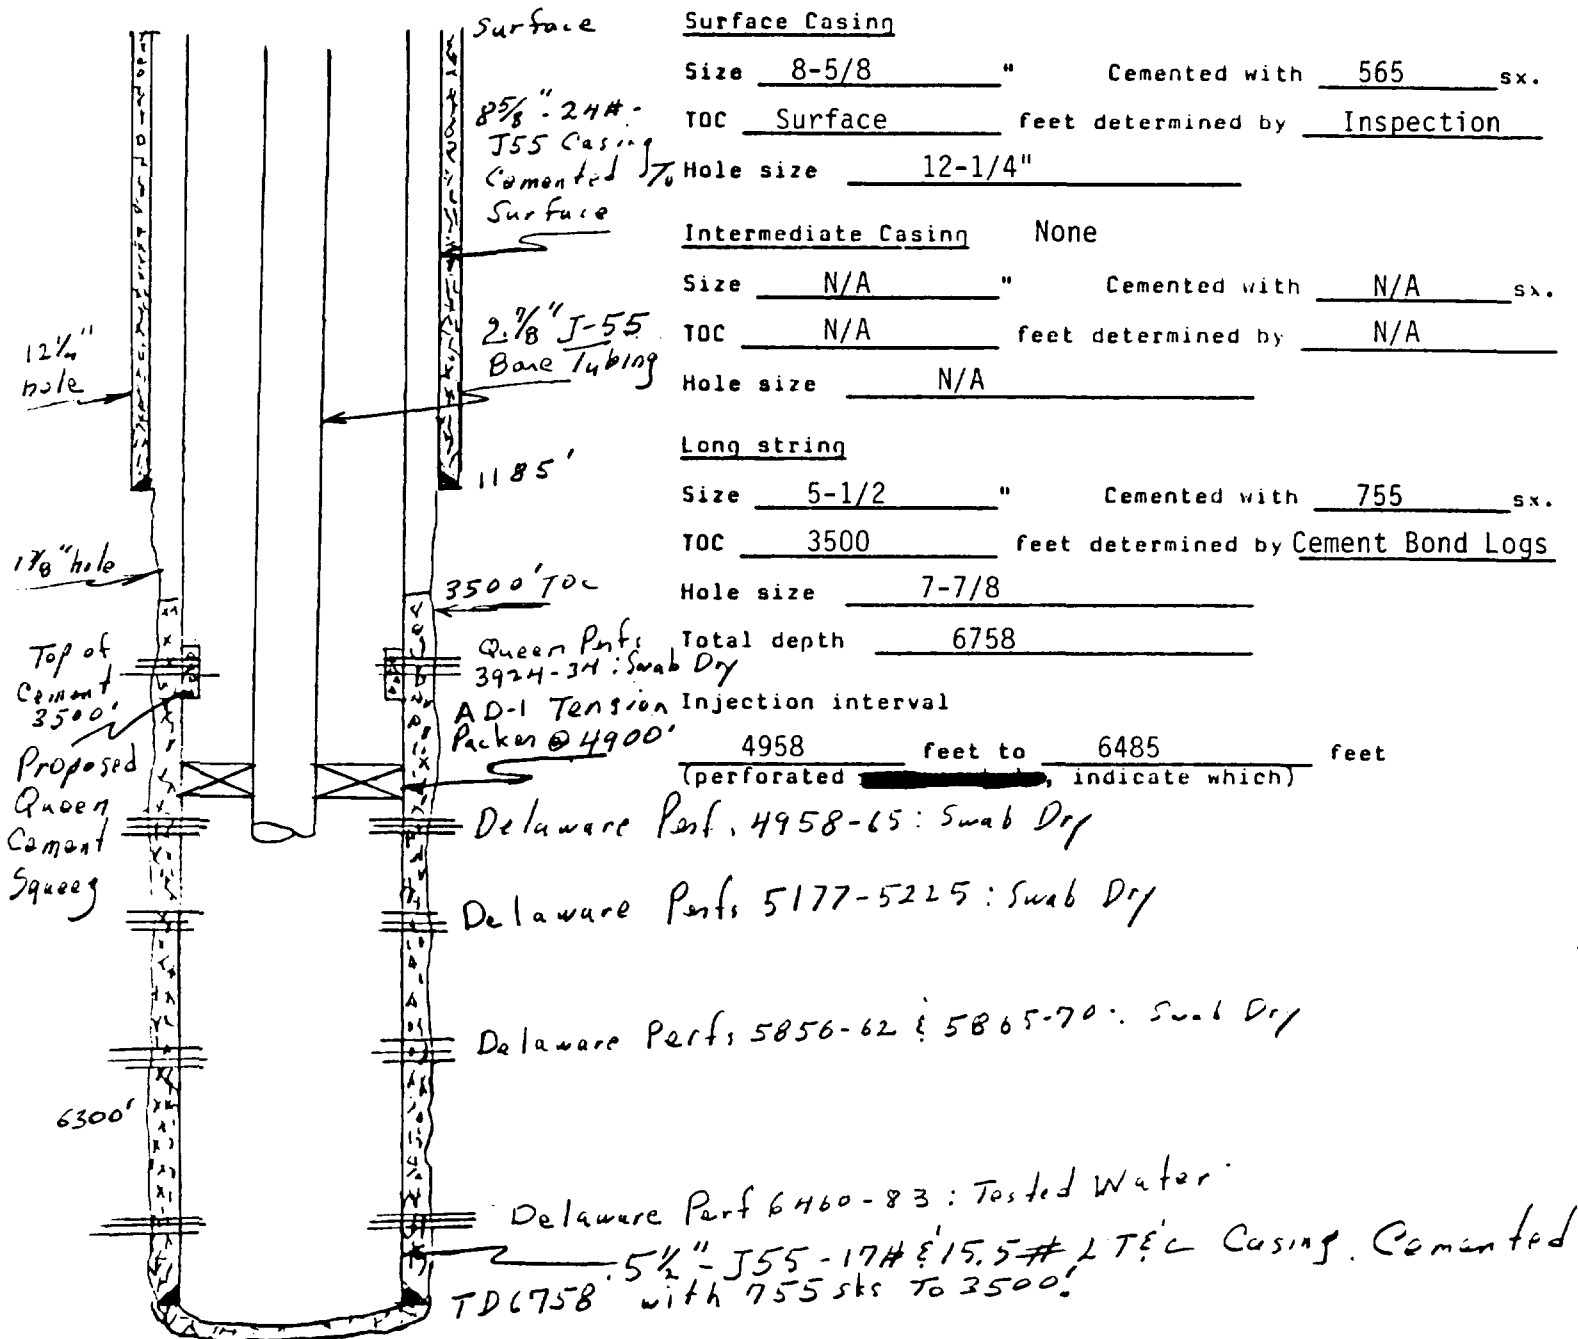 Surface Casing
Size 8-5/8 " Cemented with 565 sx.
TOC Surface feet determined by Inspection
Hole size 12-1/4"
Intermediate Casing None
Size N/A " Cemented with N/A sx.
TOC N/A feet determined by N/A
Hole size N/A
Long string
Size 5-1/2 " Cemented with 755 sx.
TOC 3500 feet determined by Cement Bond Logs
Hole size 7-7/8
Total depth 6758
Injection interval
4958 feet to 6485 feet
(perforated , indicate which)
Surface
8 5/8" - 24# -
J55 Casing
Cemented To
Surface
2 7/8" J-55
Bare Tubing
12 1/4"
hole
1185'
hole
3500' TOC
Top of
Cement
3500'
Queen Perfs
3924-34 : Swab Dry
AD-1 Tension
Packer @ 4900'
Proposed
Queen
Cement
Squeez
Delaware Perf. 4958-65 : Swab Dry
Delaware Perfs 5177-5225 : Swab Dry
Delaware Perfs 5856-62 & 5865-70 : Swab Dry
6300'
Delaware Perf 6460-83 : Tested Water
5 1/2" - J55 - 17# & 15.5# LT&C Casing. Cemented
TD 6758 with 755 sks To 3500'